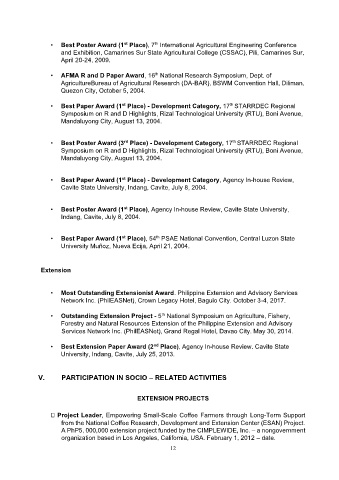 • Best Poster Award (1st Place), 7th International Agricultural Engineering Conference
and Exhibition, Camarines Sur State Agricultural College (CSSAC), Pili, Camarines Sur,
April 20-24, 2009.
• AFMA R and D Paper Award, 16th National Research Symposium, Dept. of
AgricultureBureau of Agricultural Research (DA-BAR), BSWM Convention Hall, Diliman,
Quezon City, October 5, 2004.
• Best Paper Award (1st Place) - Development Category, 17th STARRDEC Regional
Symposium on R and D Highlights, Rizal Technological University (RTU), Boni Avenue,
Mandaluyong City, August 13, 2004.
• Best Poster Award (3rd Place) - Development Category, 17th STARRDEC Regional
Symposium on R and D Highlights, Rizal Technological University (RTU), Boni Avenue,
Mandaluyong City, August 13, 2004.
• Best Paper Award (1st Place) - Development Category, Agency In-house Review,
Cavite State University, Indang, Cavite, July 8, 2004.
• Best Poster Award (1st Place), Agency In-house Review, Cavite State University,
Indang, Cavite, July 8, 2004.
• Best Paper Award (1st Place), 54th PSAE National Convention, Central Luzon State
University Muñoz, Nueva Ecija, April 21, 2004.
Extension
• Most Outstanding Extensionist Award. Philippine Extension and Advisory Services
Network Inc. (PhilEASNet), Crown Legacy Hotel, Baguio City. October 3-4, 2017.
• Outstanding Extension Project - 5th National Symposium on Agriculture, Fishery,
Forestry and Natural Resources Extension of the Philippine Extension and Advisory
Services Network Inc. (PhilEASNet), Grand Regal Hotel, Davao City. May 30, 2014.
• Best Extension Paper Award (2nd Place), Agency In-house Review, Cavite State
University, Indang, Cavite, July 25, 2013.
V. PARTICIPATION IN SOCIO – RELATED ACTIVITIES
EXTENSION PROJECTS
□ Project Leader, Empowering Small-Scale Coffee Farmers through Long-Term Support
from the National Coffee Research, Development and Extension Center (ESAN) Project.
A PhP5, 000,000 extension project funded by the CIMPLEWIDE, Inc. – a nongovernment
organization based in Los Angeles, California, USA. February 1, 2012 – date.
12